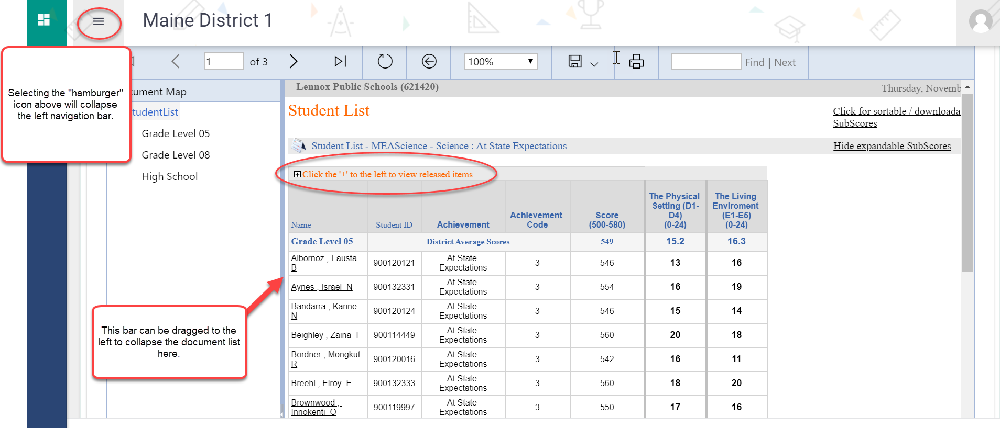 Maine District 1
Selecting the "hamburger"
icon above will collapse
the left navigation bar.
1
of 3
100%
Find | Next
cument Map
tudentList
Grade Level 05
Grade Level 08
High School
This bar can be dragged to the
left to collapse the document list
here.
Lennox Public Schools (621420)
Thursday, Novemb
Student List
Click for sortable / downloada
SubScores
Student List - MEAScience - Science : At State Expectations
Hide expandable SubScores
Click the '+' to the left to view released items
Name Student ID Achievement Achievement Code Score (500-580) The Physical Setting (D1-D4) (0-24) The Living Enviroment (E1-E5) (0-24)
Grade Level 05 District Average Scores 549 15.2 16.3
Albornoz , Fausta B 900120121 At State Expectations 3 546 13 16
Aynes , Israel N 900132331 At State Expectations 3 554 16 19
Bandarra , Karine N 900120124 At State Expectations 3 546 15 14
Beighley , Zaina I 900114449 At State Expectations 3 560 20 18
Bordner , Mongkut R 900120016 At State Expectations 3 542 16 11
Breehl , Elroy E 900132333 At State Expectations 3 560 18 20
Brownwood , Innokenti O 900119997 At State Expectations 3 550 17 16